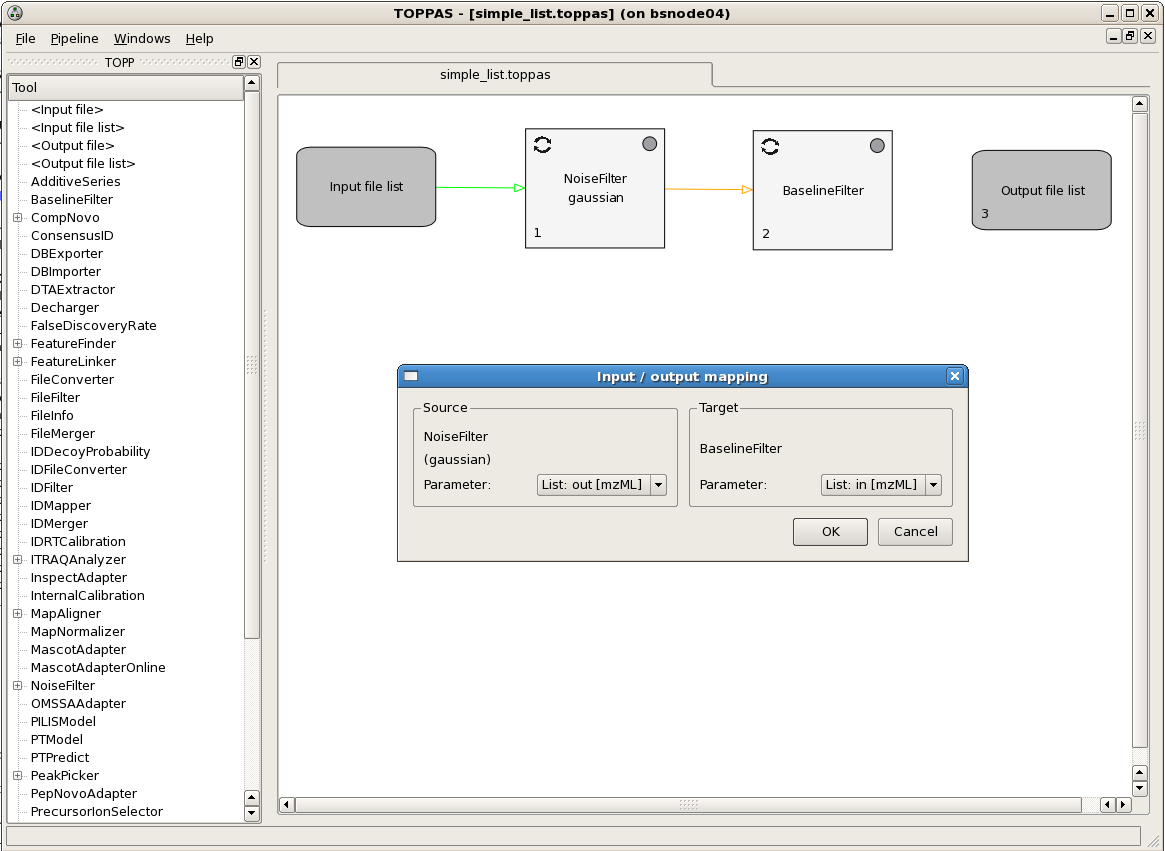 TOPPAS - [simple_list.toppas] (on bsnode04)
File Pipeline Windows Help
TOPP
Tool
<Input file>
<Input file list>
<Output file>
<Output file list>
AdditiveSeries
BaselineFilter
CompNovo
ConsensusID
DBExporter
DBImporter
DTAExtractor
Decharger
FalseDiscoveryRate
FeatureFinder
FeatureLinker
FileConverter
FileFilter
FileInfo
FileMerger
IDDecoyProbability
IDFileConverter
IDFilter
IDMapper
IDMerger
IDRTCalibration
ITRAQAnalyzer
InspectAdapter
InternalCalibration
MapAligner
MapNormalizer
MascotAdapter
MascotAdapterOnline
NoiseFilter
OMSSAAdapter
PILISModel
PTModel
PTPredict
PeakPicker
PepNovoAdapter
PrecursorIonSelector
simple_list.toppas
Input file list
NoiseFilter
gaussian
1
BaselineFilter
2
Output file list
3
Input / output mapping
Source
NoiseFilter
(gaussian)
Parameter: List: out [mzML]
Target
BaselineFilter
Parameter: List: in [mzML]
OK Cancel